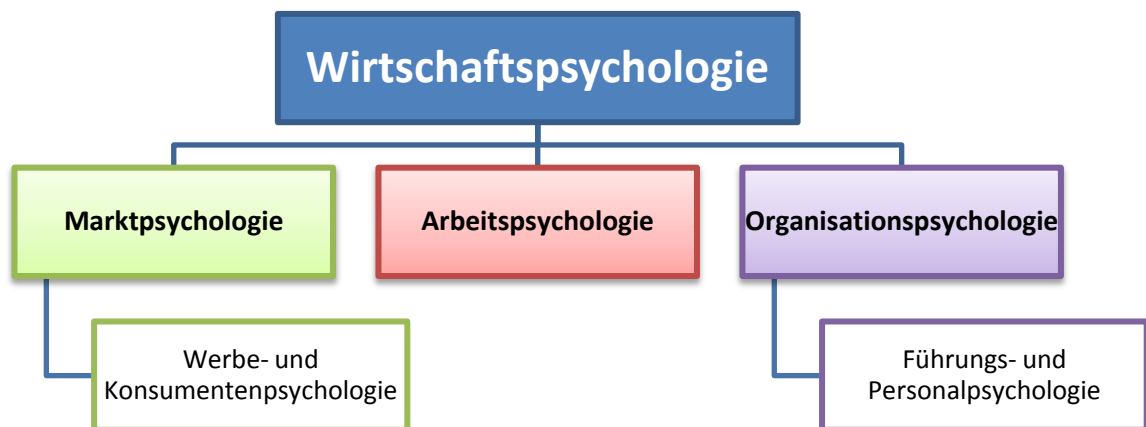 Wirtschaftspsychologie
Marktpsychologie
Arbeitspsychologie
Organisationspsychologie
Werbe- und
Konsumentenpsychologie
Führungs- und
Personalpsychologie